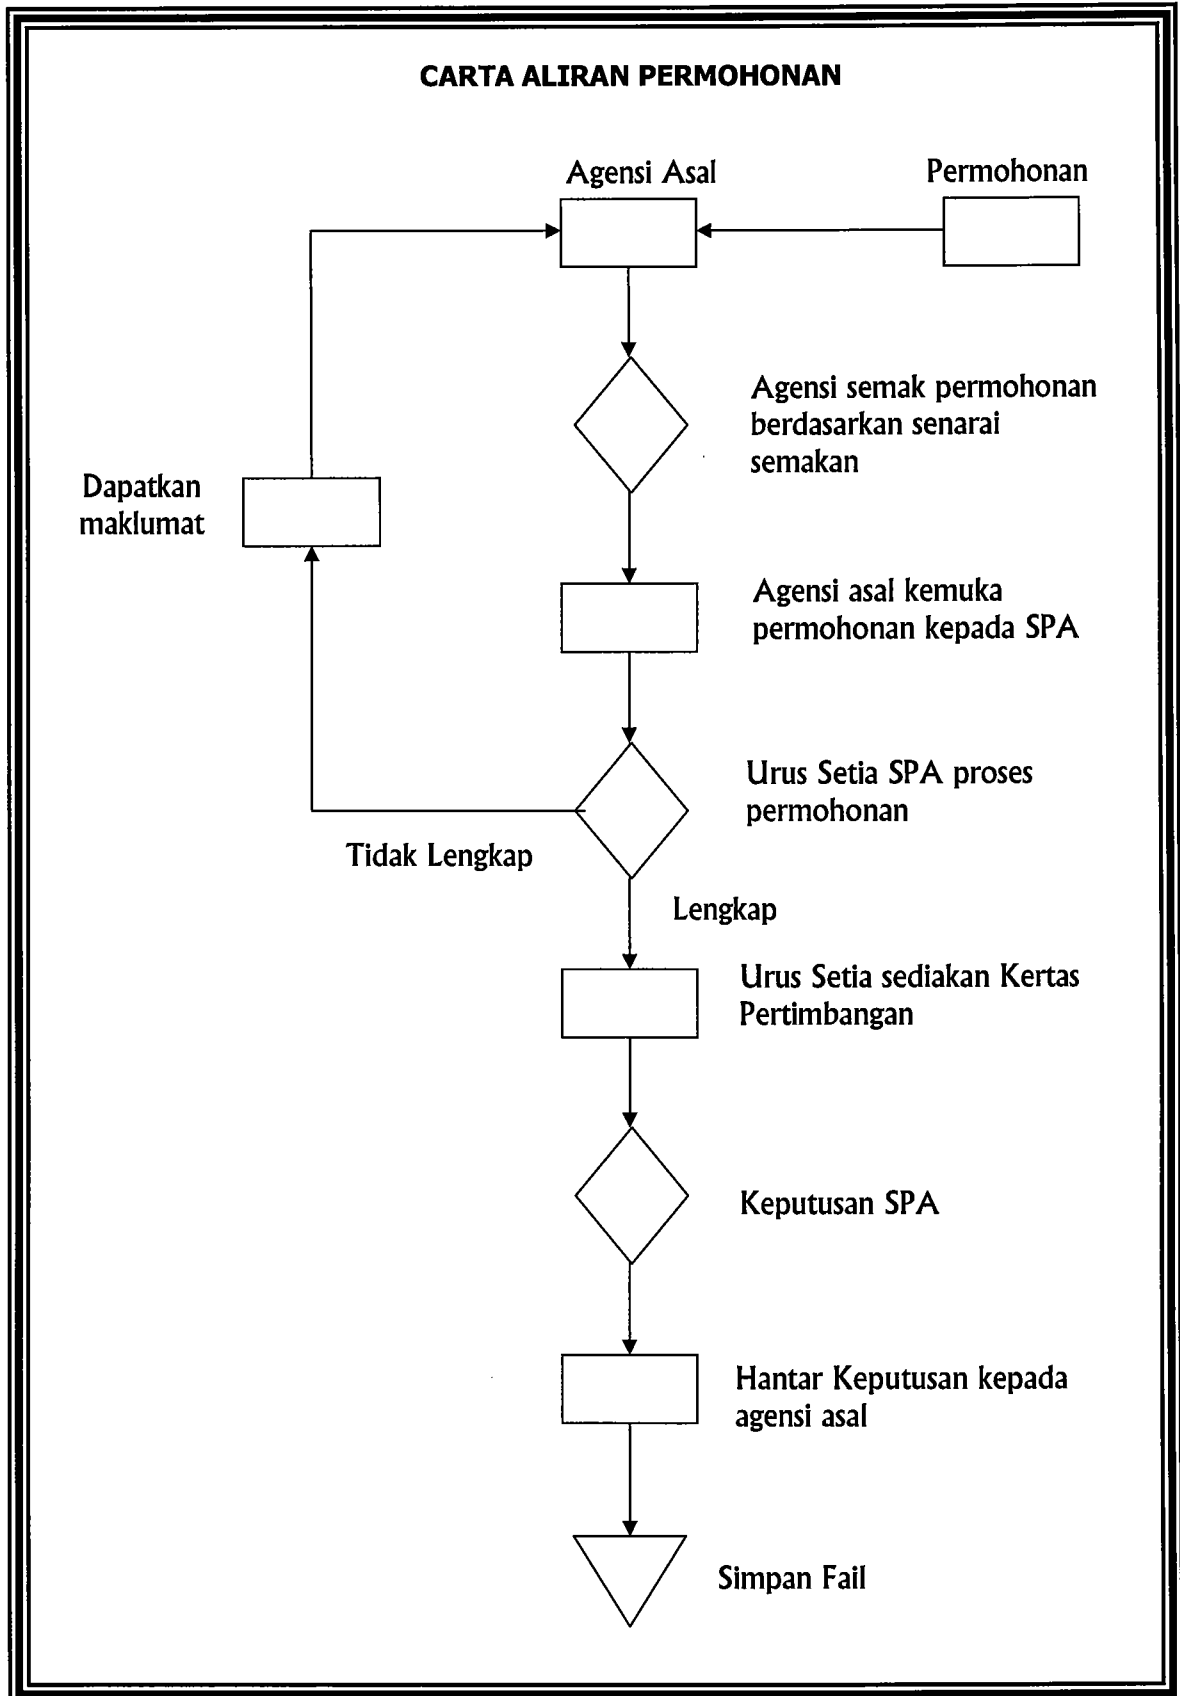 CARTA ALIRAN PERMOHONAN
Agensi Asal
Permohonan
Agensi semak permohonan
berdasarkan senarai
semakan
Dapatkan
maklumat
Agensi asal kemuka
permohonan kepada SPA
Urus Setia SPA proses
permohonan
Tidak Lengkap
Lengkap
Urus Setia sediakan Kertas
Pertimbangan
Keputusan SPA
Hantar Keputusan kepada
agensi asal
Simpan Fail